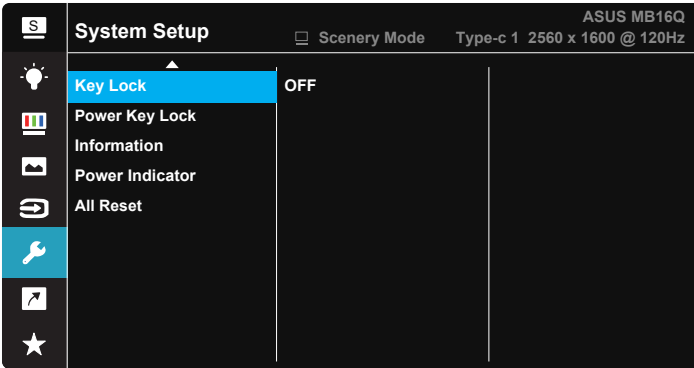 S
System Setup
ASUS MB16Q
Scenery Mode Type-c 1 2560 x 1600 @ 120Hz
Key Lock OFF
Power Key Lock
Information
Power Indicator
All Reset